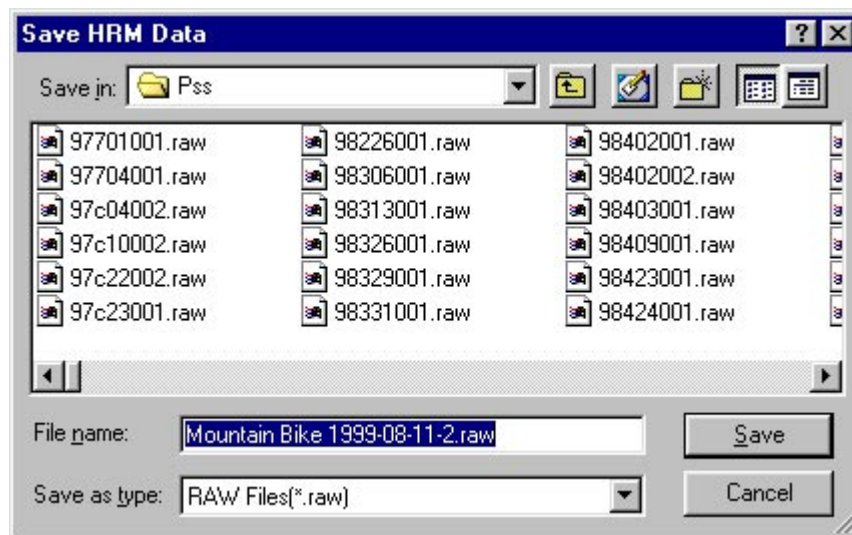 Save HRM Data
Save in: Pss
97701001.raw 98226001.raw 98402001.raw
97704001.raw 98306001.raw 98402002.raw
97c04002.raw 98313001.raw 98403001.raw
97c10002.raw 98326001.raw 98409001.raw
97c22002.raw 98329001.raw 98423001.raw
97c23001.raw 98331001.raw 98424001.raw
File name: Mountain Bike 1999-08-11-2.raw Save
Save as type: RAW Files(*.raw) Cancel